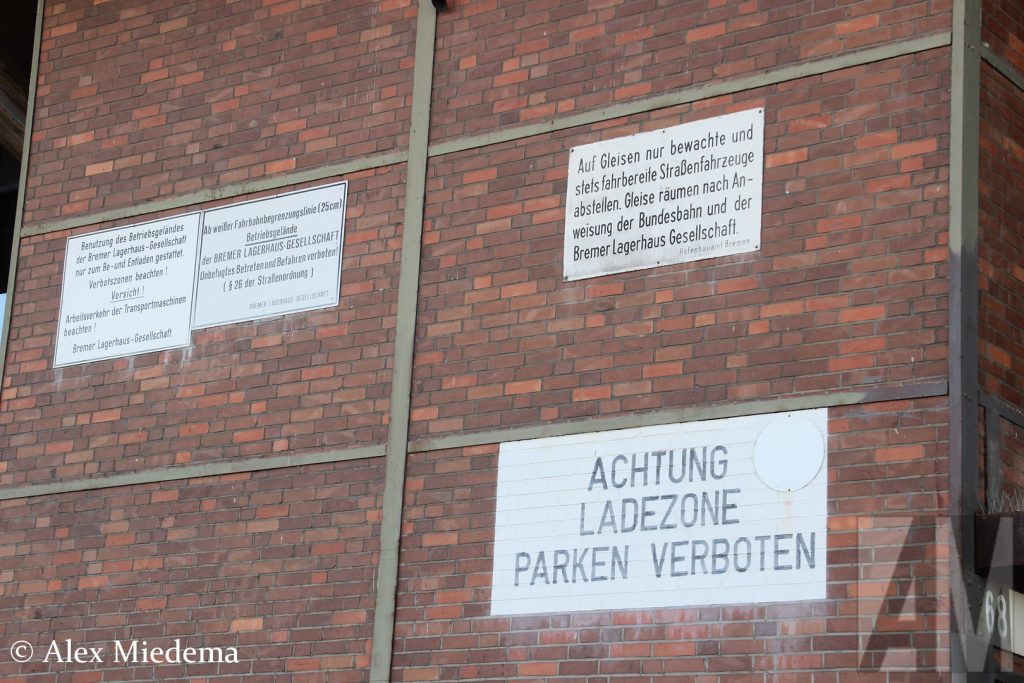 Benutzung des Betriebsgeländes
der Bremer Lagerhaus-Gesellschaft
nur zum Be-und Entladen gestattet.
Verbotszonen beachten !
Vorsicht !
Arbeitsverkehr der Transportmaschinen
beachten !
Bremer Lagerhaus-Gesellschaft
Ab weißer Fahrbahnbegrenzungslinie (25cm)
Betriebsgelände
der BREMER LAGERHAUS-GESELLSCHAFT
Unbefugtes Betreten und Befahren verboten!
( § 26 der Straßenordnung )
BREMER LAGERHAUS-GESELLSCHAFT
Auf Gleisen nur bewachte und
stets fahrbereite Straßenfahrzeuge
abstellen. Gleise räumen nach An-
weisung der Bundesbahn und der
Bremer Lagerhaus Gesellschaft.
Hafenbauamt Bremen
ACHTUNG
LADEZONE
PARKEN VERBOTEN
68
AM
© Alex Miedema